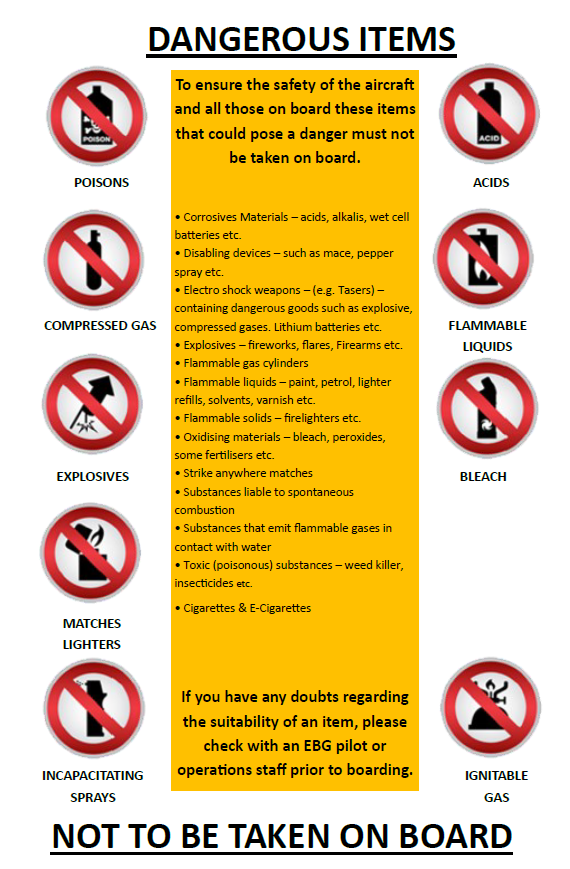 DANGEROUS ITEMS
To ensure the safety of the aircraft
and all those on board these items
that could pose a danger must not
be taken on board.
POISON
POISONS
ACID
ACIDS
• Corrosives Materials – acids, alkalis, wet cell
batteries etc.
• Disabling devices – such as mace, pepper
spray etc.
• Electro shock weapons – (e.g. Tasers) –
containing dangerous goods such as explosive,
compressed gases. Lithium batteries etc.
• Explosives – fireworks, flares, Firearms etc.
• Flammable gas cylinders
• Flammable liquids – paint, petrol, lighter
refills, solvents, varnish etc.
• Flammable solids – firelighters etc.
• Oxidising materials – bleach, peroxides,
some fertilisers etc.
• Strike anywhere matches
• Substances liable to spontaneous
combustion
• Substances that emit flammable gases in
contact with water
• Toxic (poisonous) substances – weed killer,
insecticides etc.
• Cigarettes & E-Cigarettes
COMPRESSED GAS
FLAMMABLE
LIQUIDS
EXPLOSIVES
BLEACH
MATCHES
LIGHTERS
INCAPACITATING
SPRAYS
IGNITABLE
GAS
If you have any doubts regarding
the suitability of an item, please
check with an EBG pilot or
operations staff prior to boarding.
NOT TO BE TAKEN ON BOARD